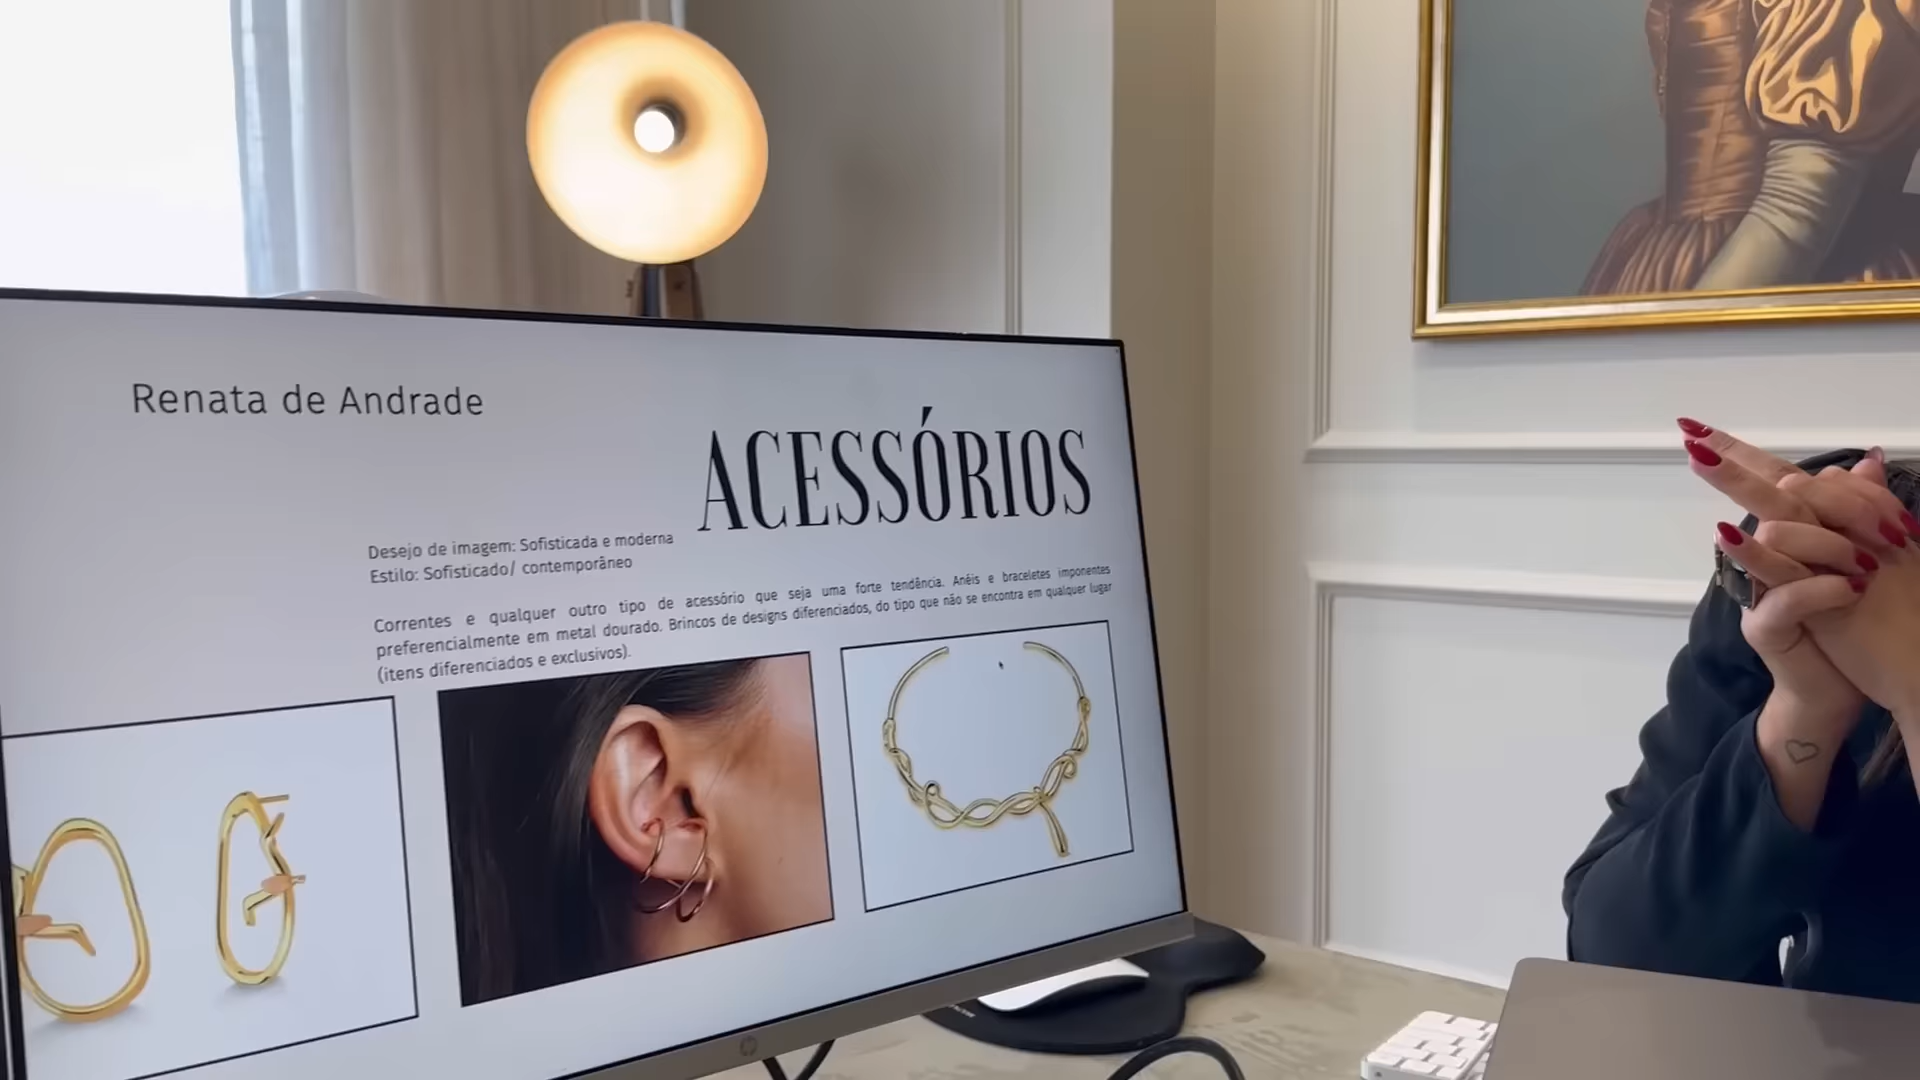 Renata de Andrade
ACESSÓRIOS
Desejo de imagem: Sofisticada e moderna
Estilo: Sofisticado/ contemporâneo
Correntes e qualquer outro tipo de acessório que seja uma forte tendência. Anéis e braceletes imponentes
preferencialmente em metal dourado. Brincos de designs diferenciados, do tipo que não se encontra em qualquer lugar
(itens diferenciados e exclusivos).
hp